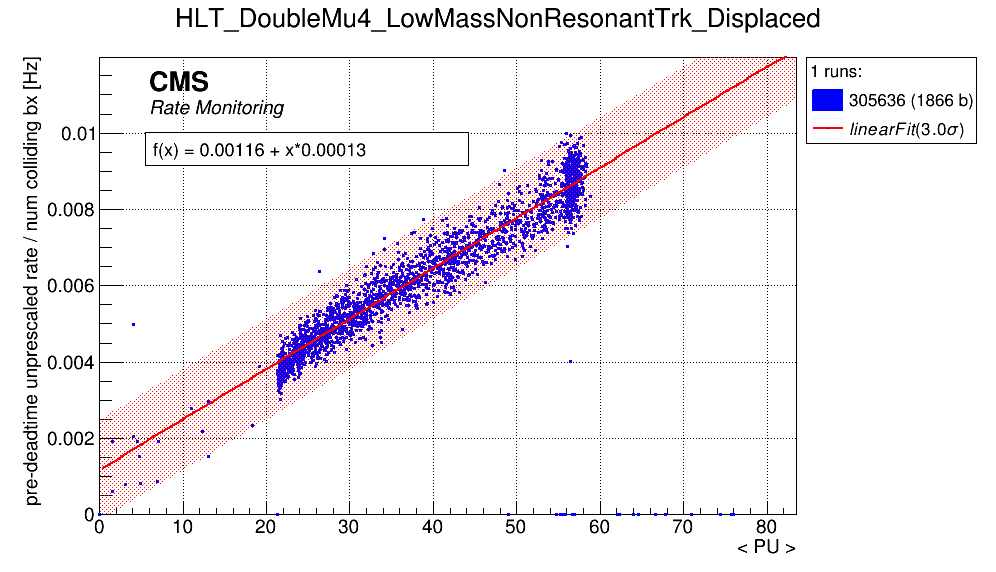 HLT_DoubleMu4_LowMassNonResonantTrk_Displaced
pre-deadtime unprescaled rate / num colliding bx [Hz]
CMS
Rate Monitoring
f(x) = 0.00116 + x*0.00013
1 runs:
305636 (1866 b)
linearFit(3.0σ)
0.01
0.008
0.006
0.004
0.002
0
0 10 20 30 40 50 60 70 80
< PU >